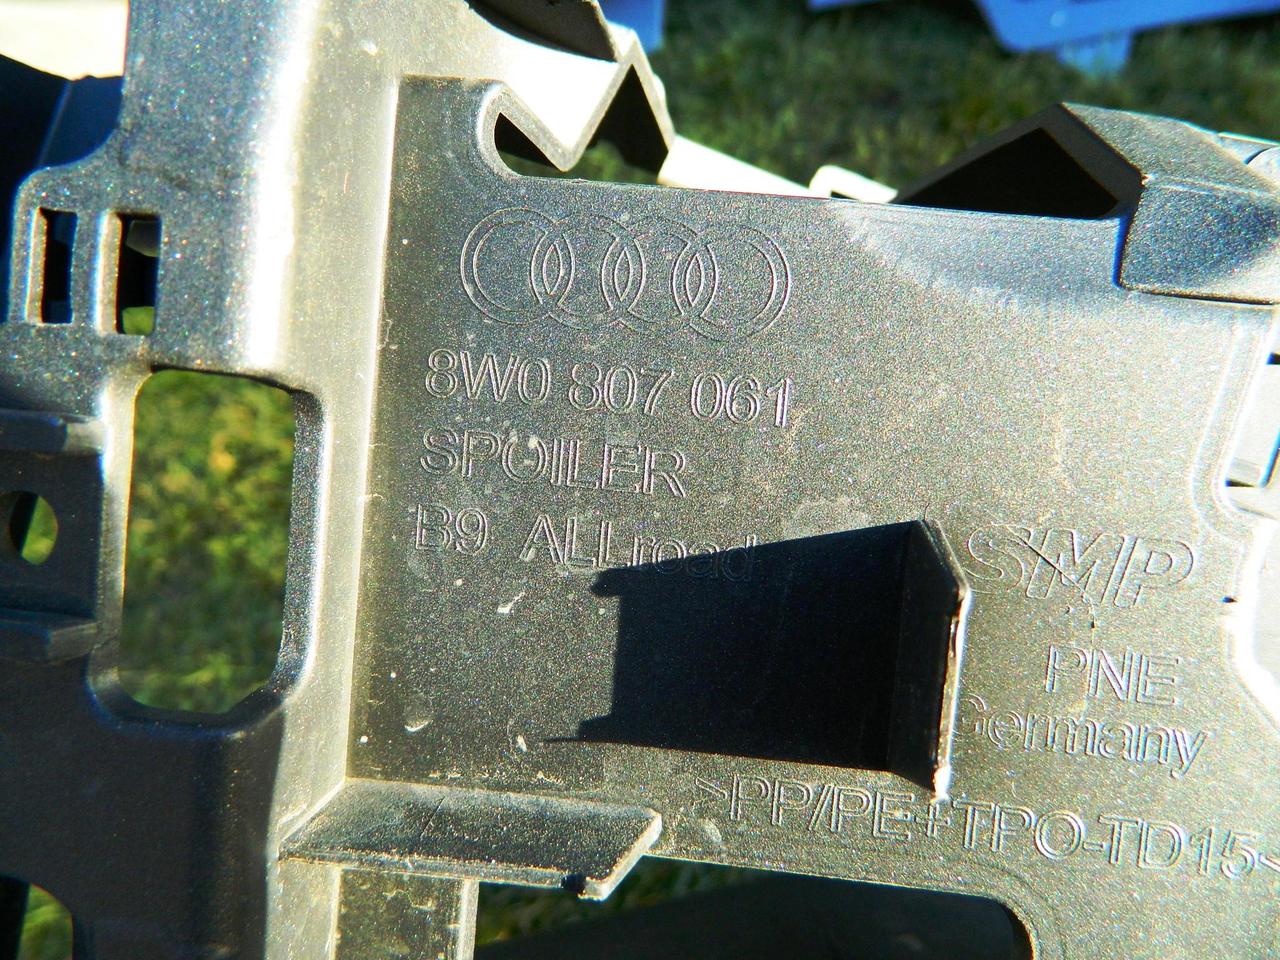 8W0 807 061
SPOILER
B9 ALLroad
SMP
PNE
Germany
>PP/PE+TPO-TD15<